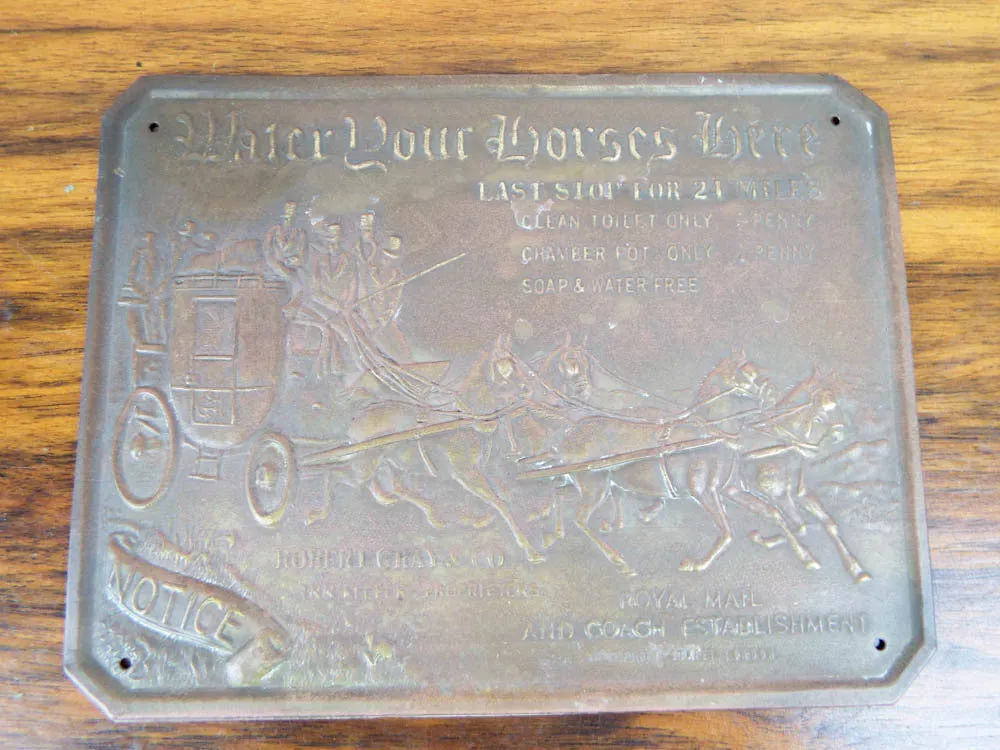 Water Your Horses Here
LAST STOP FOR 24 MILES
CLEAN TOILET ONLY PENNY
CHAMBER POT ONLY PENNY
SOAP & WATER FREE
ROBERT GRAY & CO
NOTICE
ROYAL MAIL
AND COACH ESTABLISHMENT